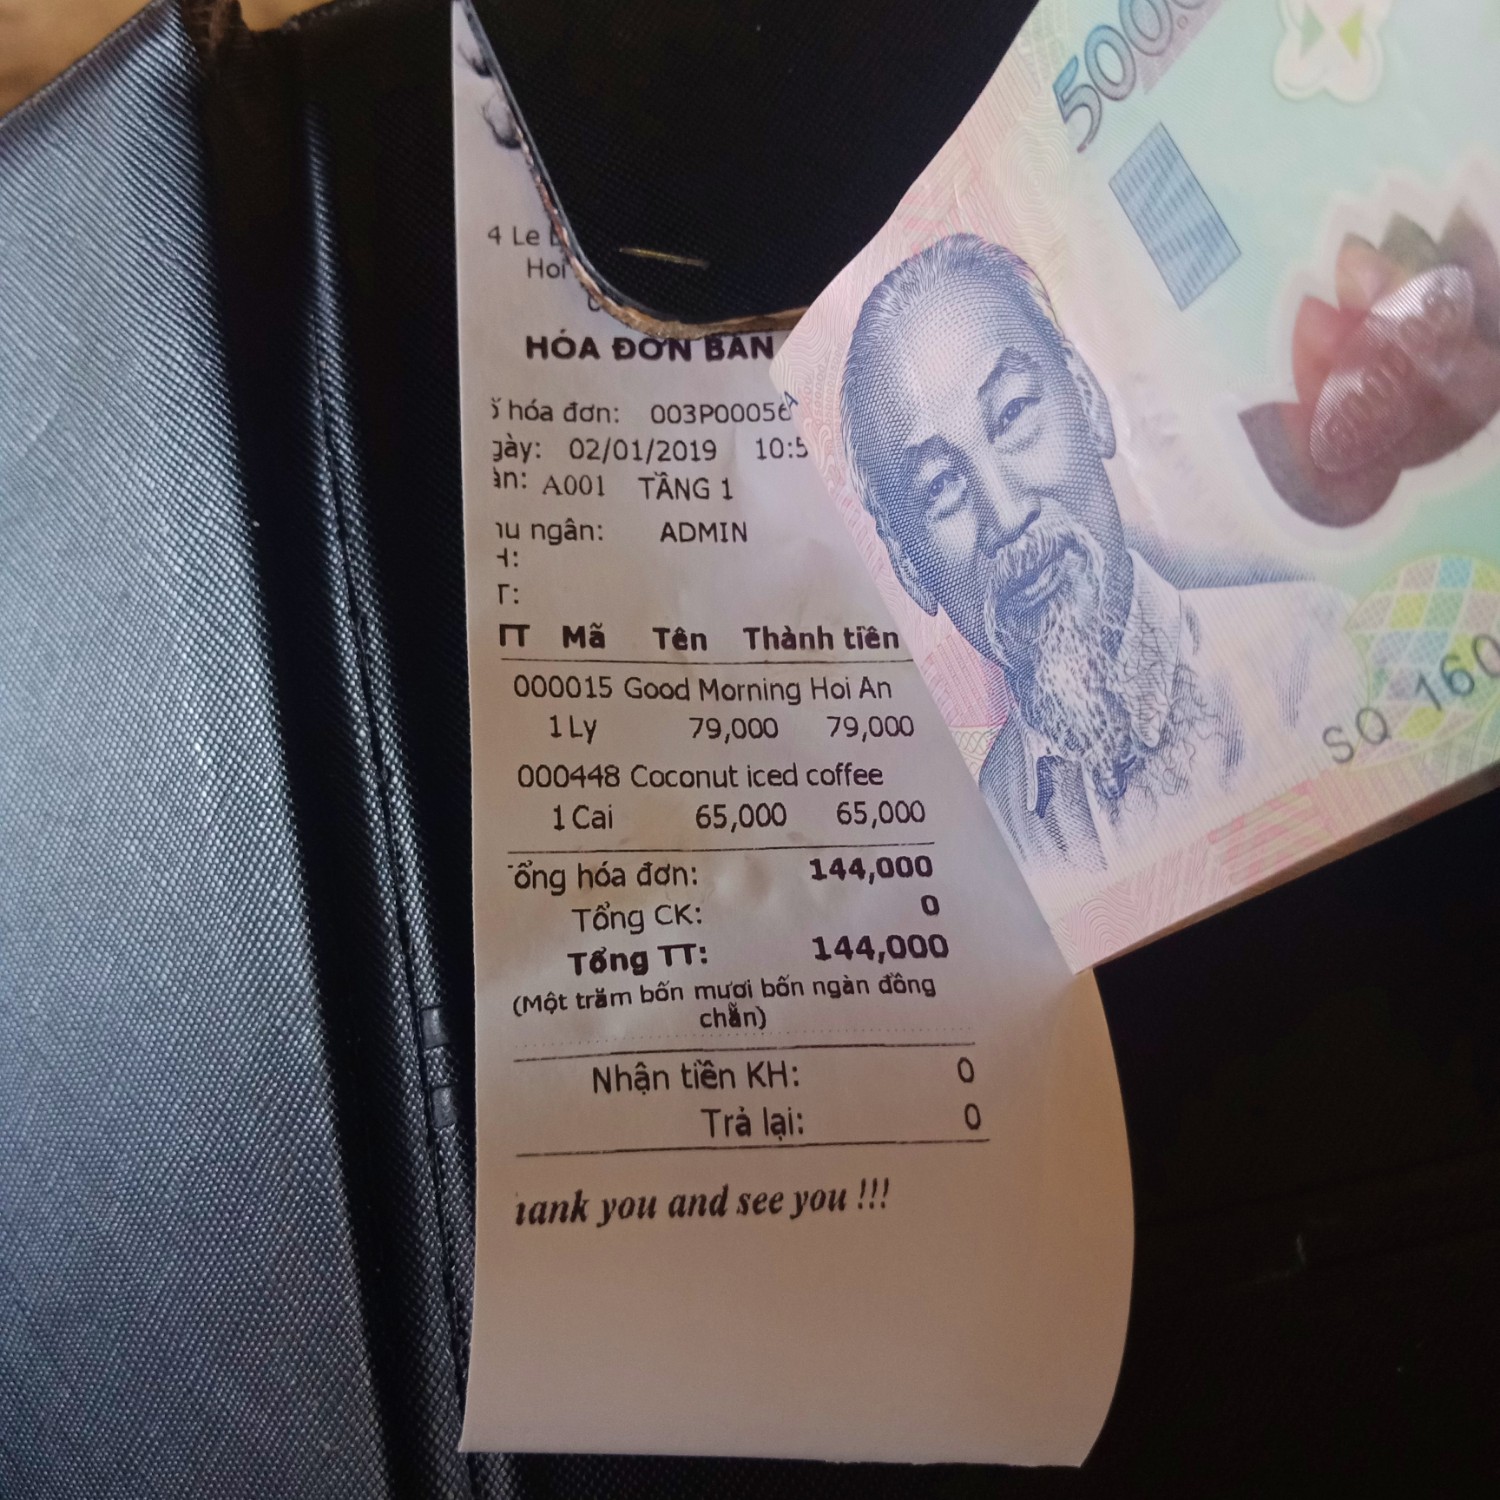 4 Le
Hoi
HÓA ĐƠN BAN
hóa đơn: 003P00056
gày: 02/01/2019 10:5
àn: A001 TẦNG 1
ngân: ADMIN
H:
T:
TT Mã Tên Thành tiền
000015 Good Morning Hoi An
1 Ly 79,000 79,000
000448 Coconut iced coffee
1 Cai 65,000 65,000
ổng hóa đơn: 144,000
Tổng CK: 0
Tổng TT: 144,000
(Một trăm bốn mươi bốn ngàn đồng
chẵn)
Nhận tiền KH: 0
Trả lại: 0
ank you and see you !!!
500.0
SQ 160